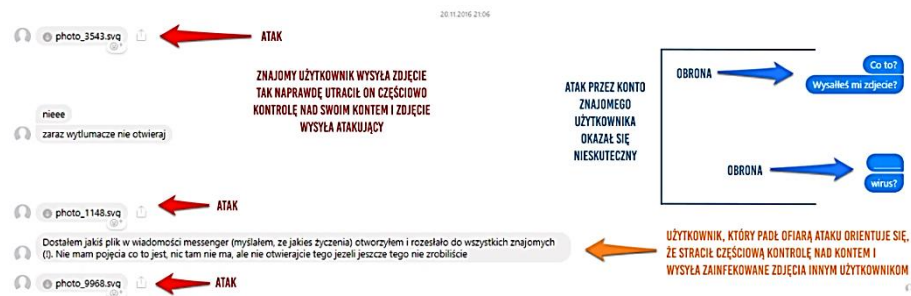 20.11.2016 21:06
photo_3543.svg
ATAK
ZNAJOMY UŻYTKOWNIK WYSYŁA ZDJĘCIE
TAK NAPRAWDĘ UTRACIŁ ON CZĘŚCIOWO
KONTROLĘ NAD SWOIM KONTEM I ZDJĘCIE
WYSYŁA ATAKUJĄCY
OBRONA
Co to?
Wysałłeś mi zdjecie?
ATAK PRZEZ KONTO
ZNAJOMEGO
UŻYTKOWNIKA
OKAZAŁ SIĘ
NIESKUTECZNY
nieee
zaraz wytlumacze nie otwieraj
OBRONA
wirus?
photo_1148.svg
ATAK
Dostałem jakiś plik w wiadomości messenger (myślałem, ze jakies życzenia) otworzyłem i rozesłało do wszystkich znajomych
(!). Nie mam pojęcia co to jest, nic tam nie ma, ale nie otwierajcie tego jezeli jeszcze tego nie zrobiliście
UŻYTKOWNIK, KTÓRY PADŁ OFIARĄ ATAKU ORIENTUJE SIĘ,
ŻE STRACIŁ CZĘŚCIOWĄ KONTROLĘ NAD KONTEM I
WYSYŁA ZAINFEKOWANE ZDJĘCIA INNYM UŻYTKOWNIKOM
photo_9968.svg
ATAK